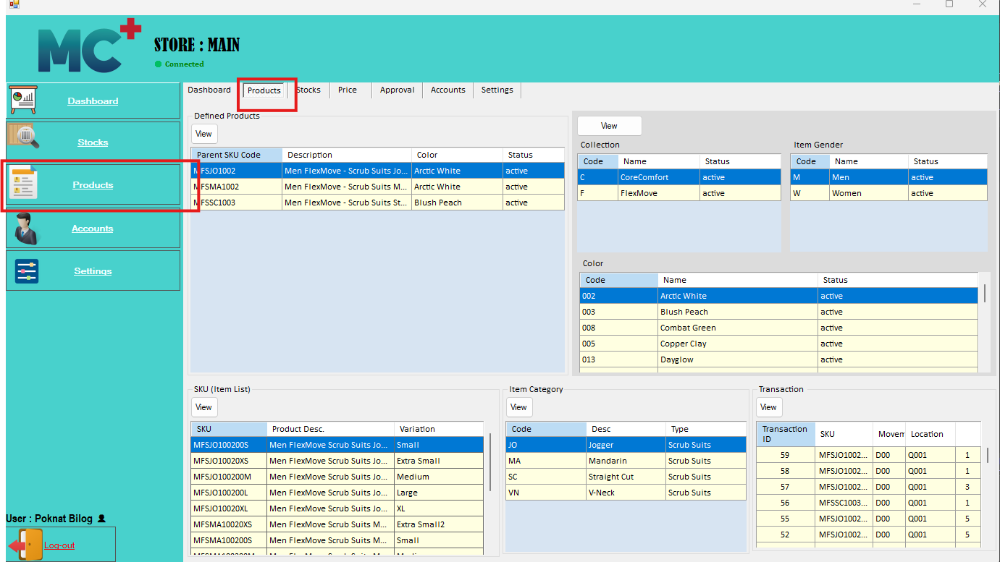 MC+
STORE : MAIN
Connected
Dashboard
Stocks
Products
Accounts
Settings
User : Poknat Bilog
Log-out
Dashboard Products Stocks Price Approval Accounts Settings
Defined Products
View
Parent SKU Code Description Color Status
MFSJO1002 Men FlexMove - Scrub Suits Jo... Arctic White active
MFSMA1002 Men FlexMove - Scrub Suits M... Arctic White active
MFSSC1003 Men FlexMove - Scrub Suits St... Blush Peach active
View
Collection
Code Name Status
C CoreComfort active
F FlexMove active
Item Gender
Code Name Status
M Men active
W Women active
Color
Code Name Status
002 Arctic White active
003 Blush Peach active
008 Combat Green active
005 Copper Clay active
013 Dayglow active
SKU (Item List)
View
SKU Product Desc. Variation
MFSJO100200S Men FlexMove Scrub Suits Jo... Small
MFSJO10020XS Men FlexMove Scrub Suits Jo... Extra Small
MFSJO100200M Men FlexMove Scrub Suits Jo... Medium
MFSJO100200L Men FlexMove Scrub Suits Jo... Large
MFSJO10020XL Men FlexMove Scrub Suits Jo... XL
MFSMA10020XS Men FlexMove Scrub Suits M... Extra Small2
MFSMA100200S Men FlexMove Scrub Suits M... Small
Item Category
View
Code Desc Type
JO Jogger Scrub Suits
MA Mandarin Scrub Suits
SC Straight Cut Scrub Suits
VN V-Neck Scrub Suits
Transaction
View
Transaction ID SKU Movem Location
59 MFSJO1002... D00 Q001 1
58 MFSJO1002... D00 Q001 1
57 MFSJO1002... D00 Q001 3
56 MFSSC1003... D00 Q001 1
55 MFSJO1002... D00 Q001 5
52 MFSJO1002... D00 Q001 5